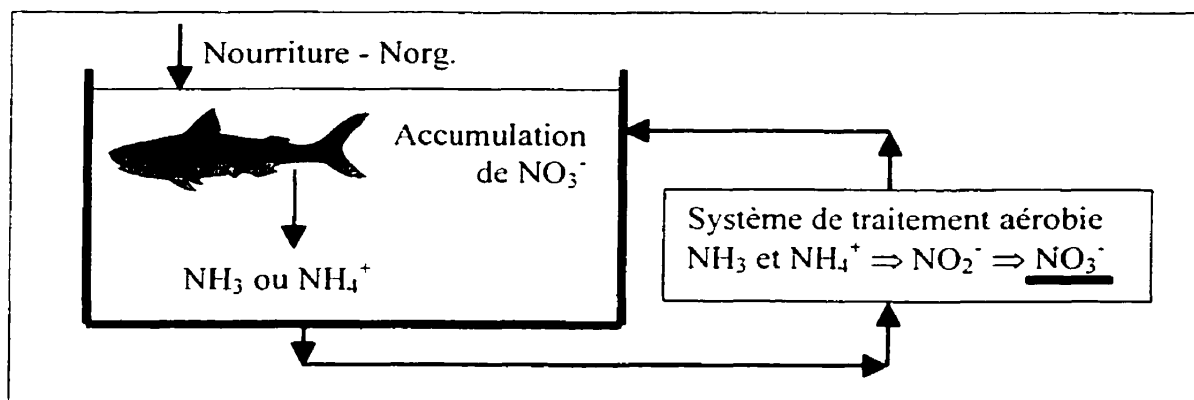 Nourriture - Norg.
Accumulation
de NO₃⁻
NH₃ ou NH₄⁺
Système de traitement aérobie
NH₃ et NH₄⁺ ⇒ NO₂⁻ ⇒ NO₃⁻